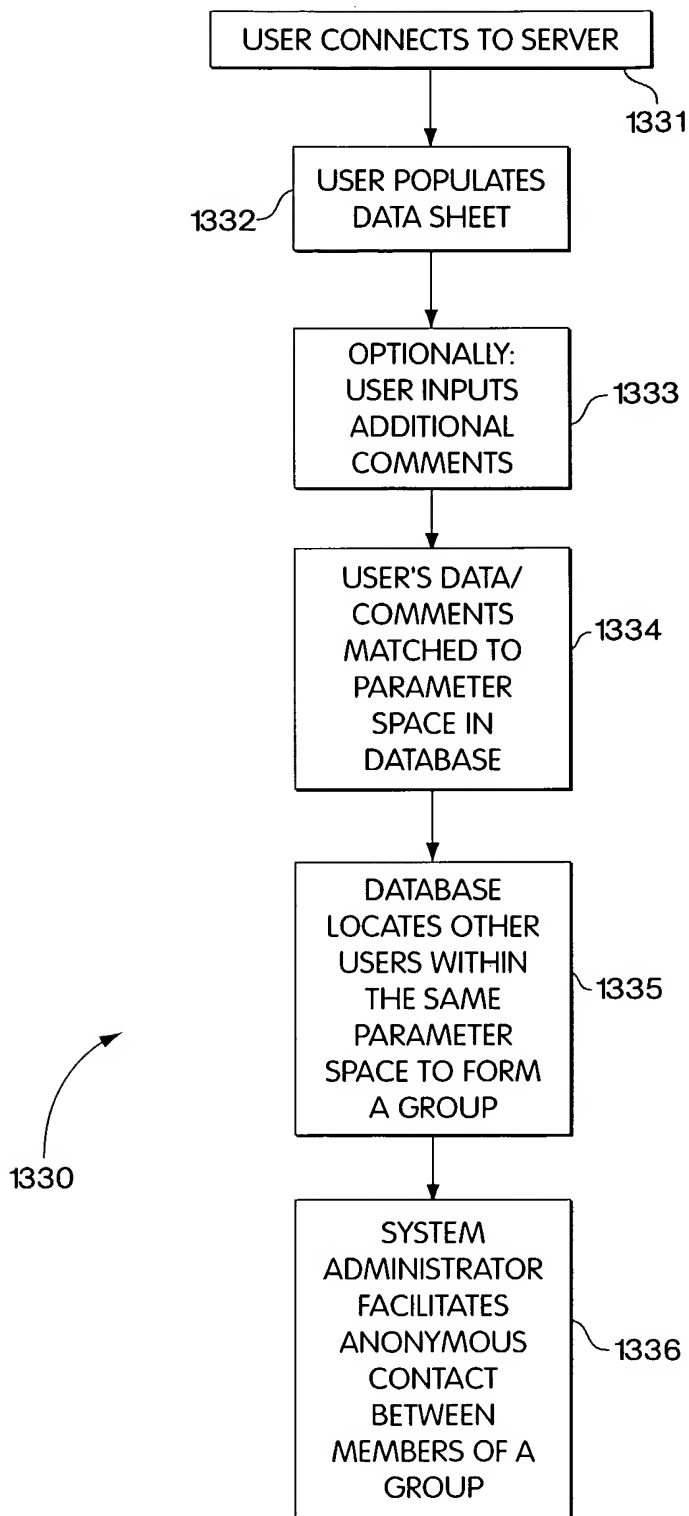 USER CONNECTS TO SERVER
1331
USER POPULATES
DATA SHEET
1332
OPTIONALLY:
USER INPUTS
ADDITIONAL
COMMENTS
1333
USER'S DATA/
COMMENTS
MATCHED TO
PARAMETER
SPACE IN
DATABASE
1334
DATABASE
LOCATES OTHER
USERS WITHIN
THE SAME
PARAMETER
SPACE TO FORM
A GROUP
1335
1330
SYSTEM
ADMINISTRATOR
FACILITATES
ANONYMOUS
CONTACT
BETWEEN
MEMBERS OF A
GROUP
1336